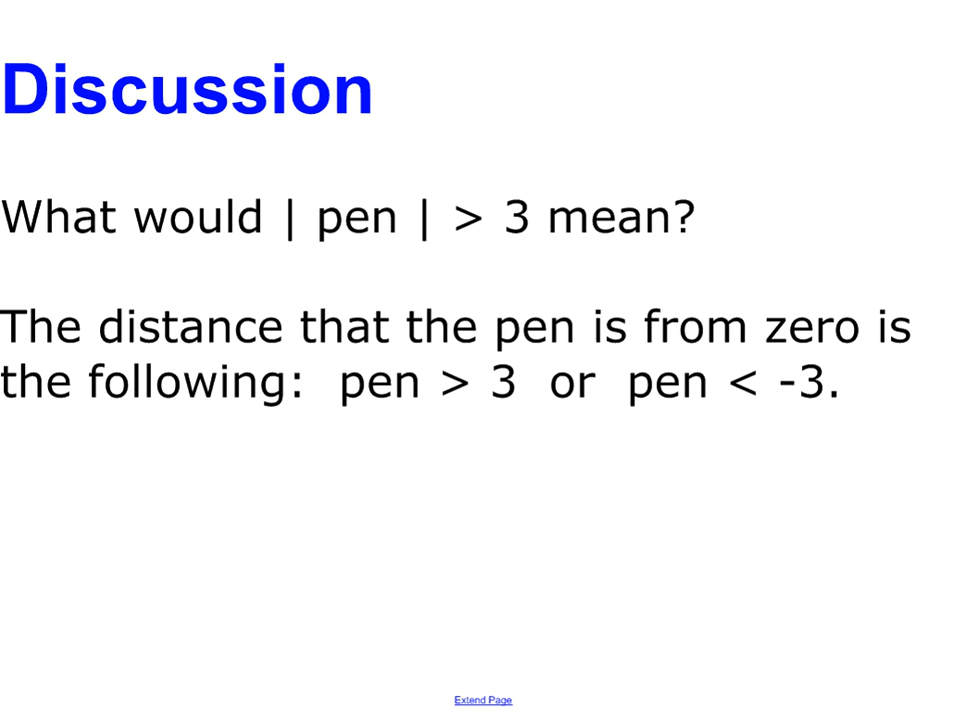 Discussion
What would | pen | > 3 mean?
The distance that the pen is from zero is
the following:  pen > 3  or  pen < -3.
Extend Page